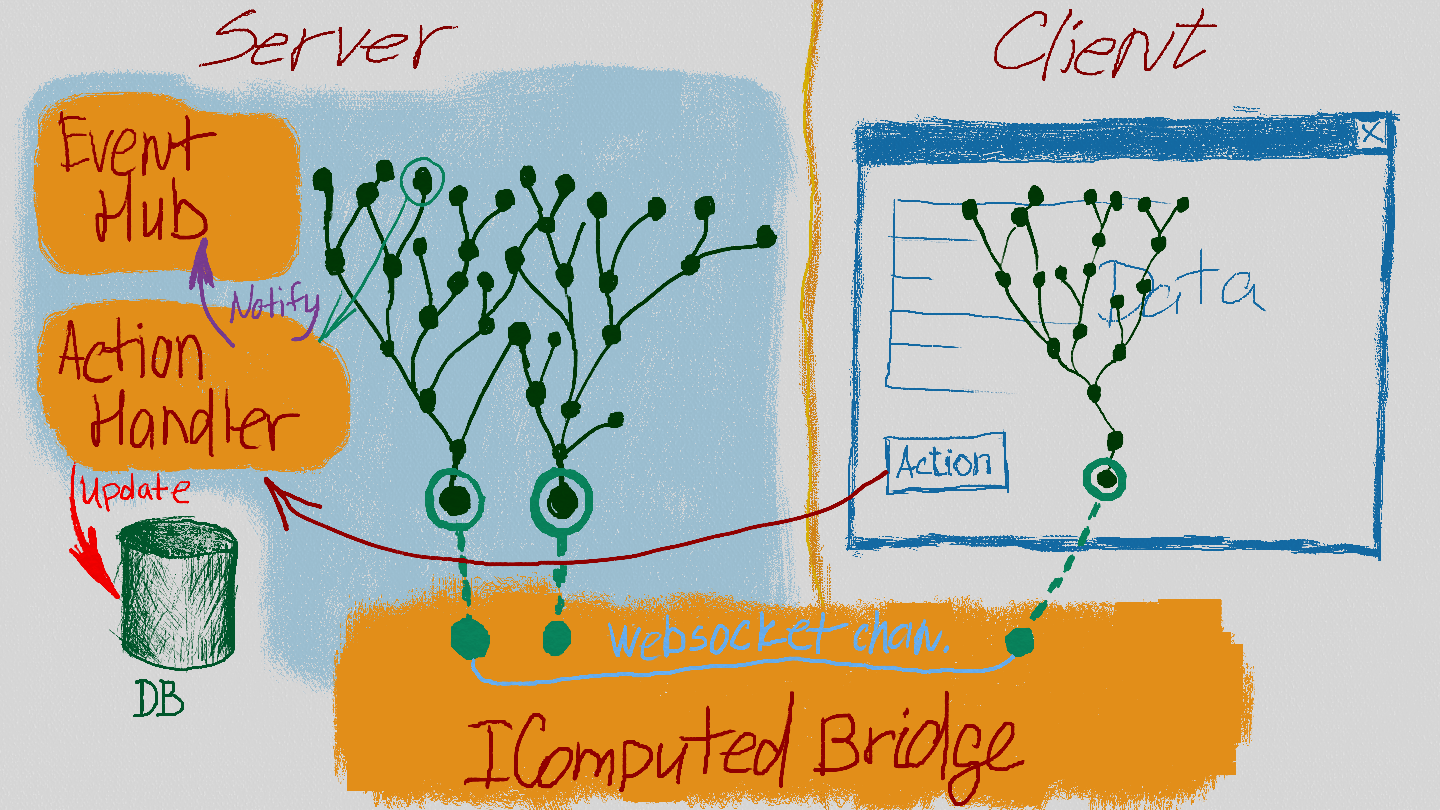 Server
Client
Event
Hub
Notify
Action
Handler
Update
DB
X
Data
Action
Websocket chan.
IComputed Bridge